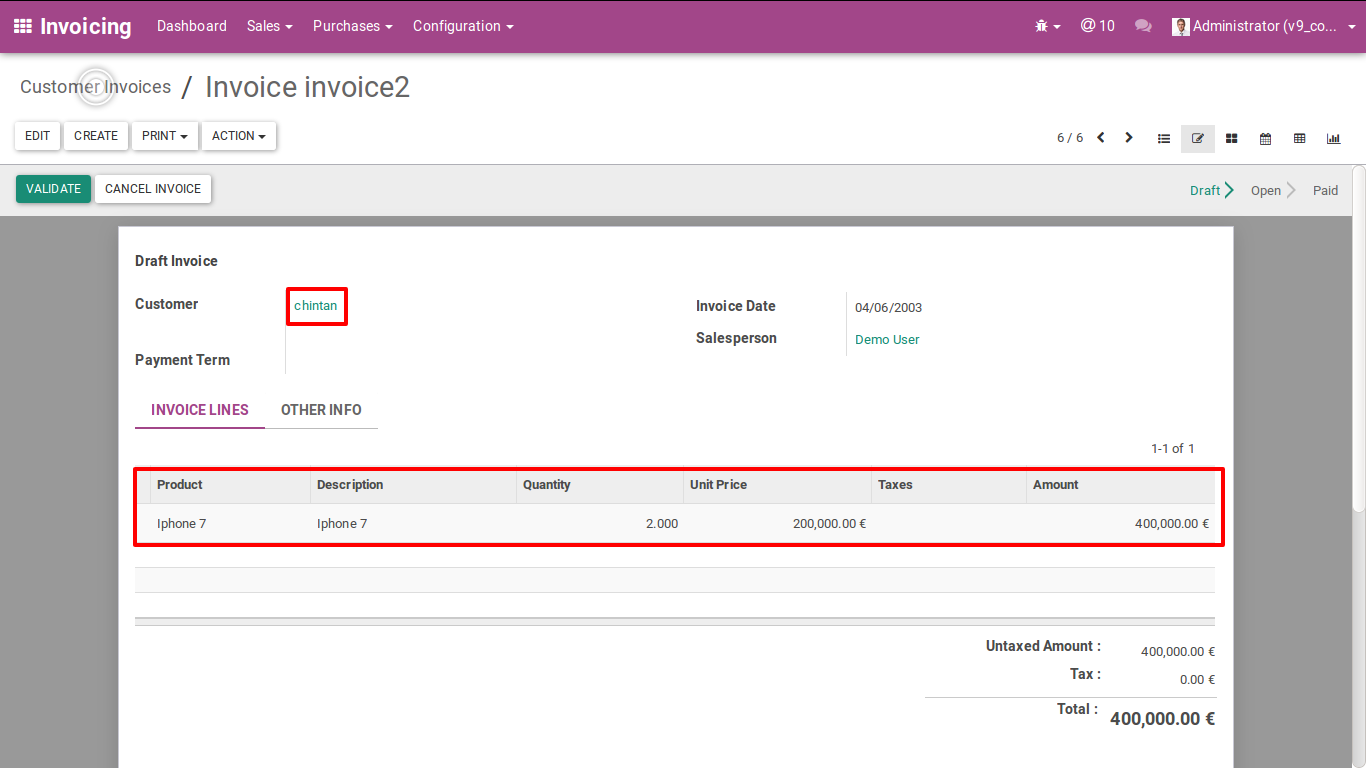 Invoicing Dashboard Sales Purchases Configuration @ 10 Administrator (v9_co...
Customer Invoices / Invoice invoice2
EDIT CREATE PRINT ACTION 6 / 6
VALIDATE CANCEL INVOICE Draft Open Paid
Draft Invoice
Customer chintan Invoice Date 04/06/2003
Salesperson Demo User
Payment Term
INVOICE LINES OTHER INFO
1-1 of 1
Product Description Quantity Unit Price Taxes Amount
Iphone 7 Iphone 7 2.000 200,000.00 € 400,000.00 €
Untaxed Amount : 400,000.00 €
Tax : 0.00 €
Total : 400,000.00 €